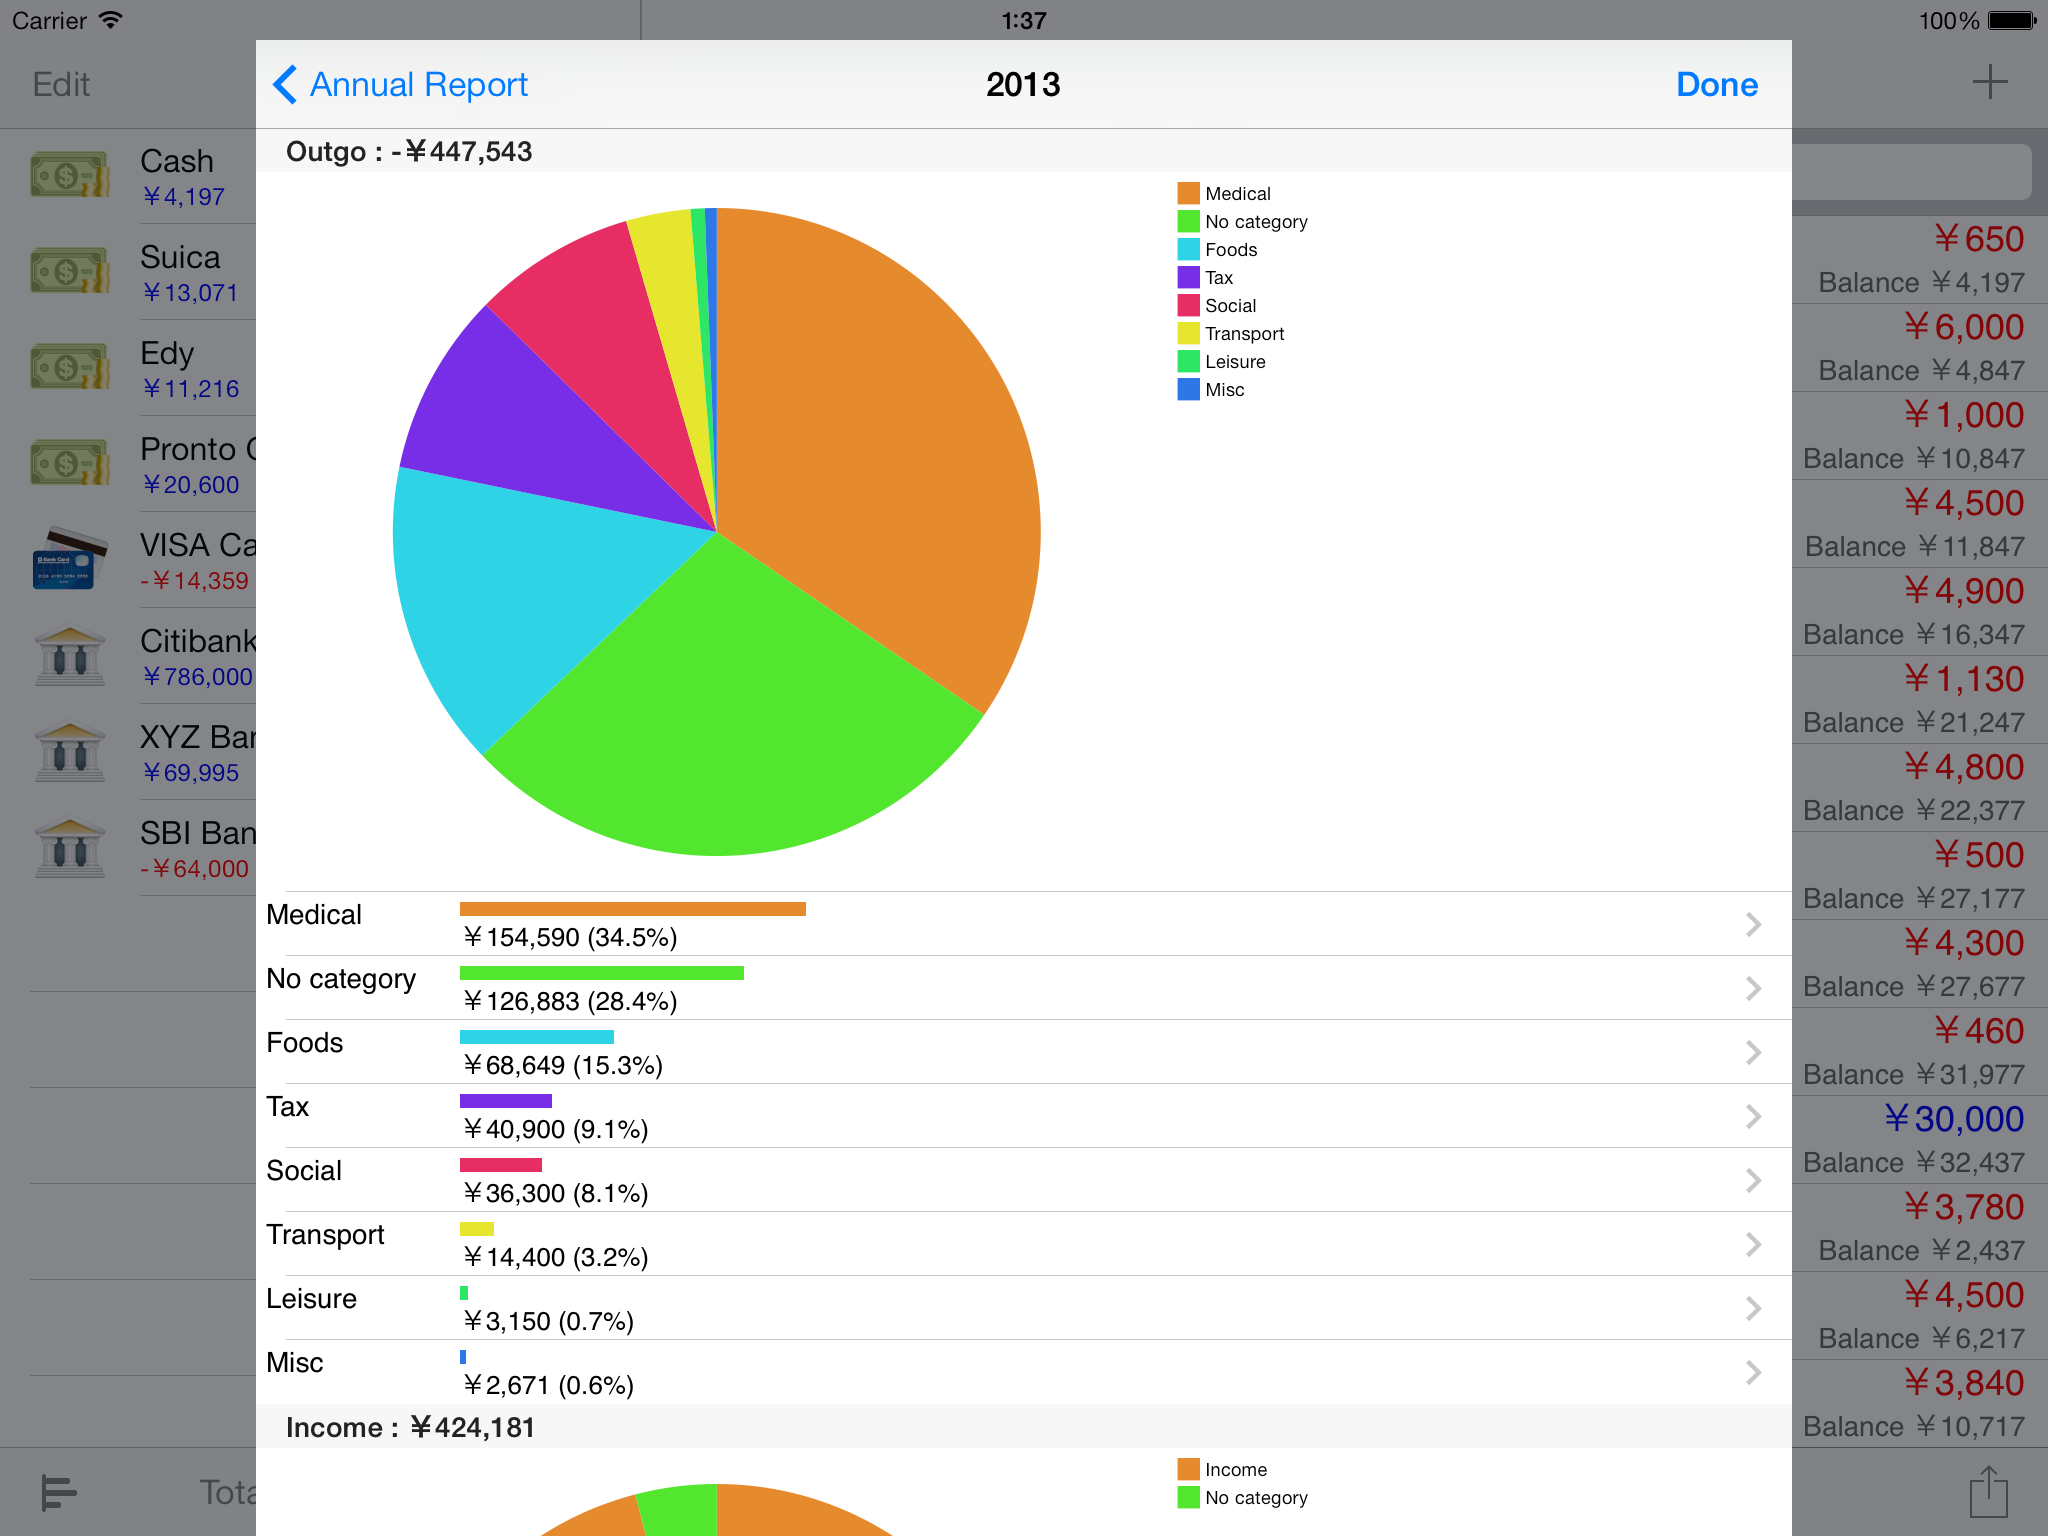 Carrier
1:37
100%
Edit
Annual Report
2013
Done
Outgo : -¥447,543
Cash
¥4,197
Suica
¥13,071
Edy
¥11,216
Pronto
¥20,600
VISA
-¥14,359
Citibank
¥786,000
XYZ
¥69,995
SBI
-¥64,000
Medical
No category
Foods
Tax
Social
Transport
Leisure
Misc
Medical
¥154,590 (34.5%)
No category
¥126,883 (28.4%)
Foods
¥68,649 (15.3%)
Tax
¥40,900 (9.1%)
Social
¥36,300 (8.1%)
Transport
¥14,400 (3.2%)
Leisure
¥3,150 (0.7%)
Misc
¥2,671 (0.6%)
Income : ¥424,181
Income
No category
¥650
Balance ¥4,197
¥6,000
Balance ¥4,847
¥1,000
Balance ¥10,847
¥4,500
Balance ¥11,847
¥4,900
Balance ¥16,347
¥1,130
Balance ¥21,247
¥4,800
Balance ¥22,377
¥500
Balance ¥27,177
¥4,300
Balance ¥27,677
¥460
Balance ¥31,977
¥30,000
Balance ¥32,437
¥3,780
Balance ¥2,437
¥4,500
Balance ¥6,217
¥3,840
Balance ¥10,717